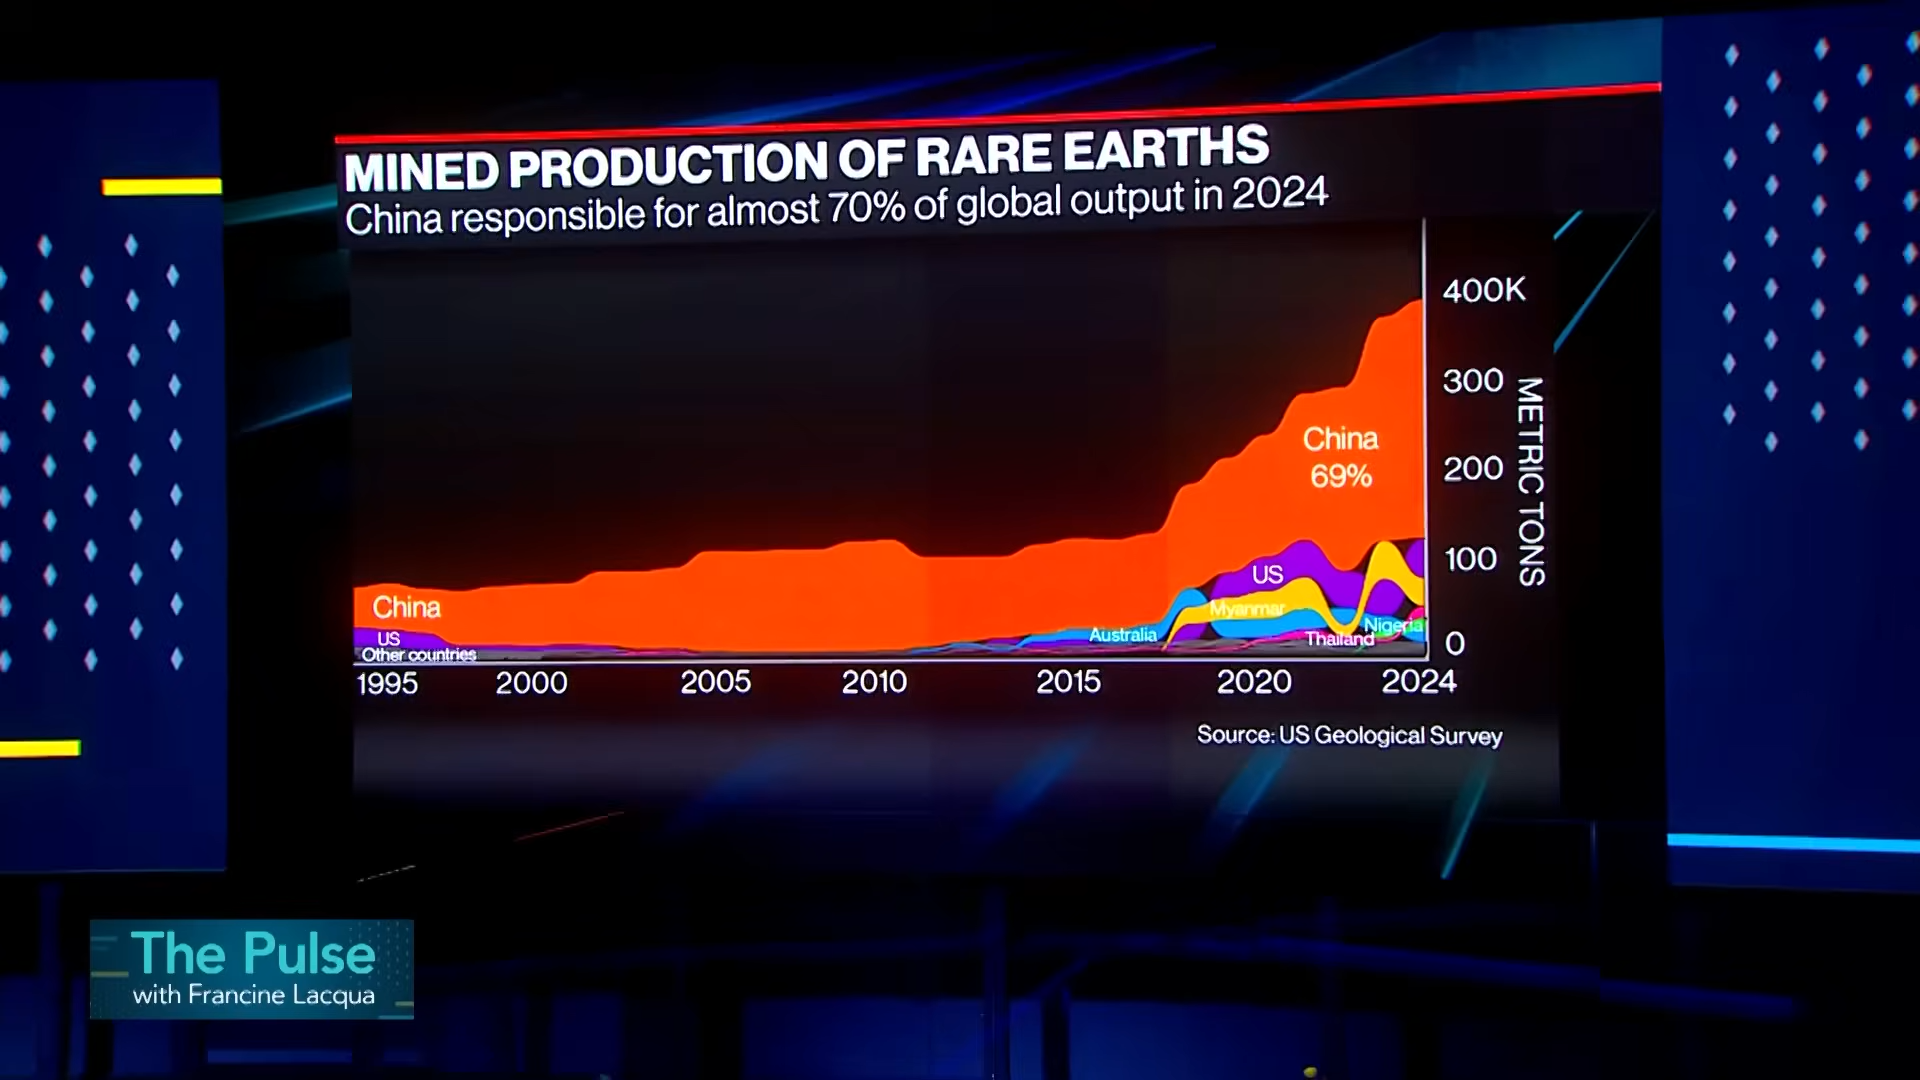 MINED PRODUCTION OF RARE EARTHS
China responsible for almost 70% of global output in 2024
400K
300
200
100
0
METRIC TONS
China
69%
US
Myanmar
Nigeria
Thailand
Australia
China
US
Other countries
1995 2000 2005 2010 2015 2020 2024
Source: US Geological Survey
The Pulse
with Francine Lacqua